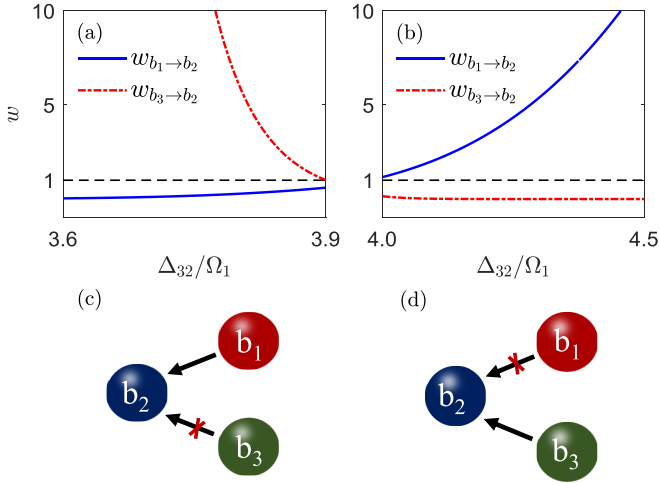 (a)
(b)
10
5
1
w
w_{b_1→b_2}
w_{b_3→b_2}
3.6
3.9
Δ_{32}/Ω_1
10
5
1
w_{b_1→b_2}
w_{b_3→b_2}
4.0
4.5
Δ_{32}/Ω_1
(c)
(d)
b_1
b_2
b_3
b_1
b_2
b_3